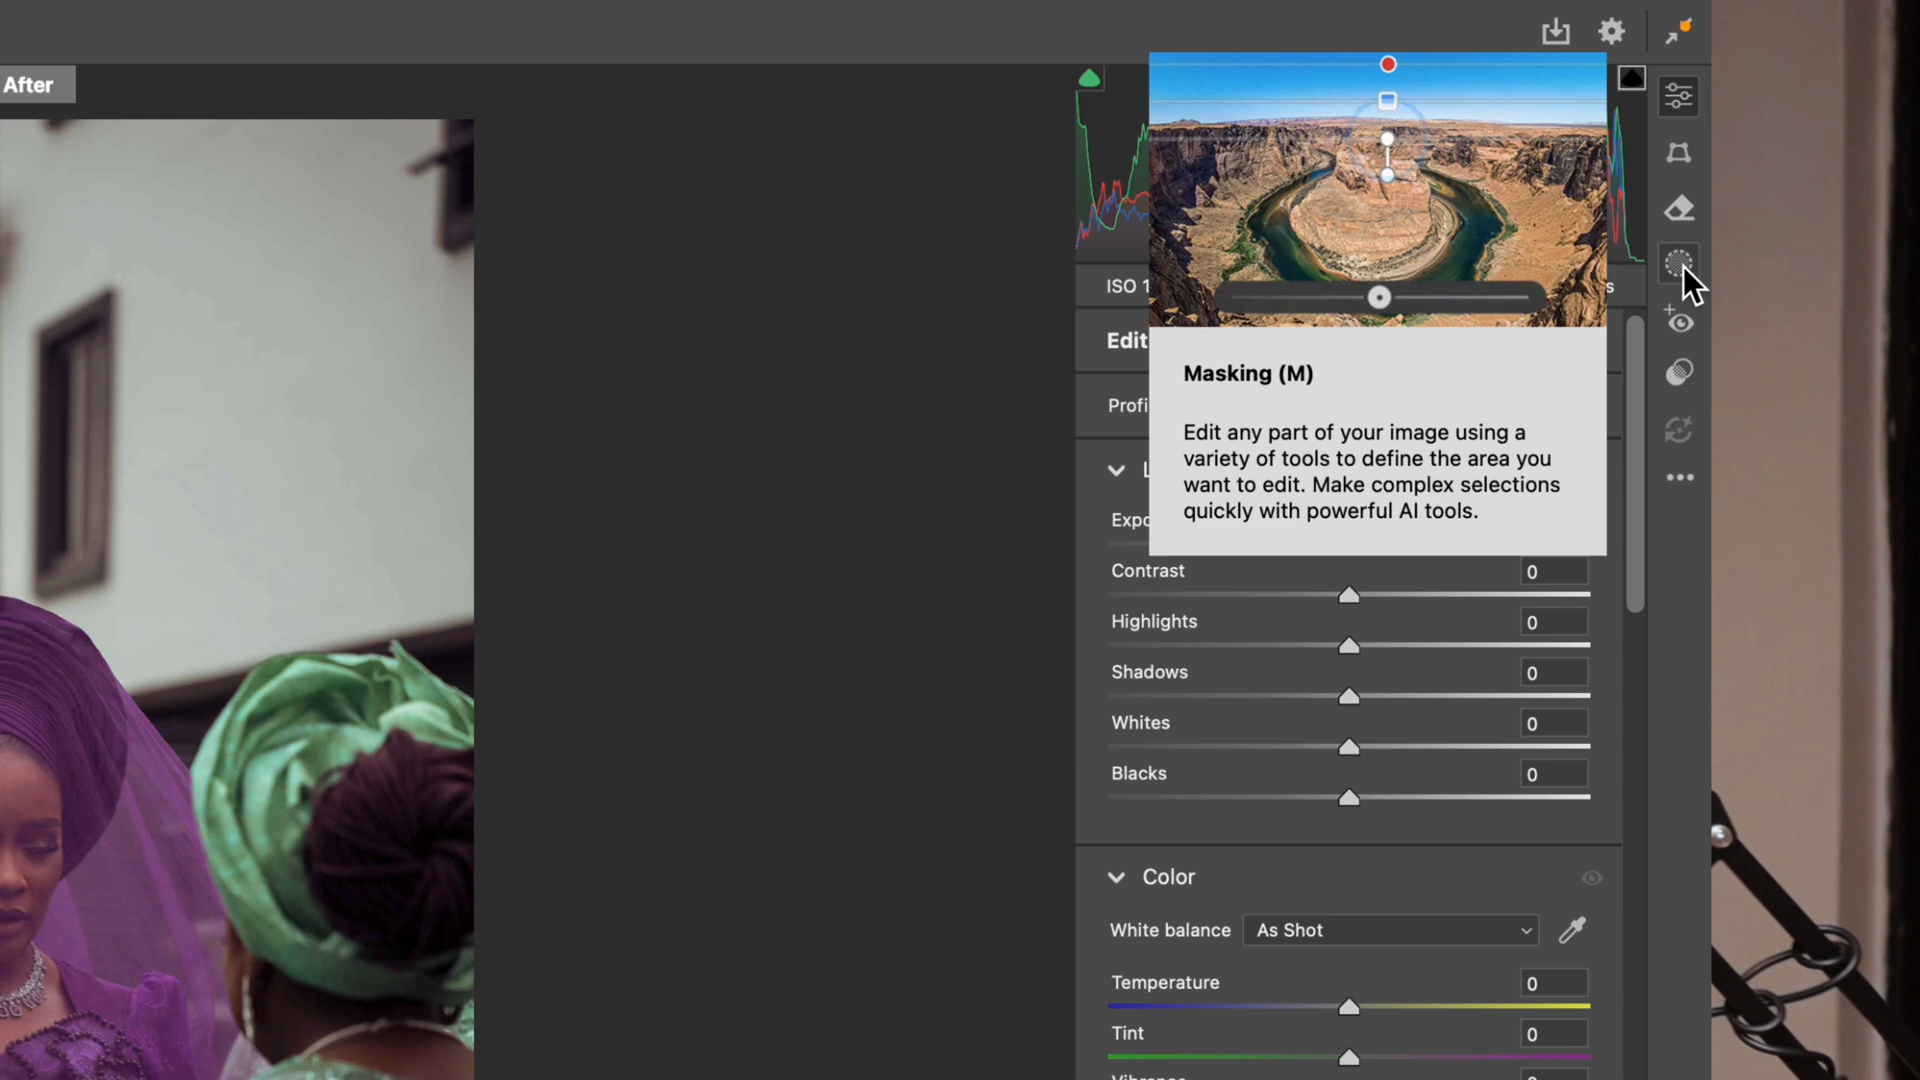 After
ISO 1
s
Edit
Profi
L
Expo
Masking (M)
Edit any part of your image using a
variety of tools to define the area you
want to edit. Make complex selections
quickly with powerful AI tools.
Contrast 0
Highlights 0
Shadows 0
Whites 0
Blacks 0
Color
White balance As Shot
Temperature 0
Tint 0
Vibrance